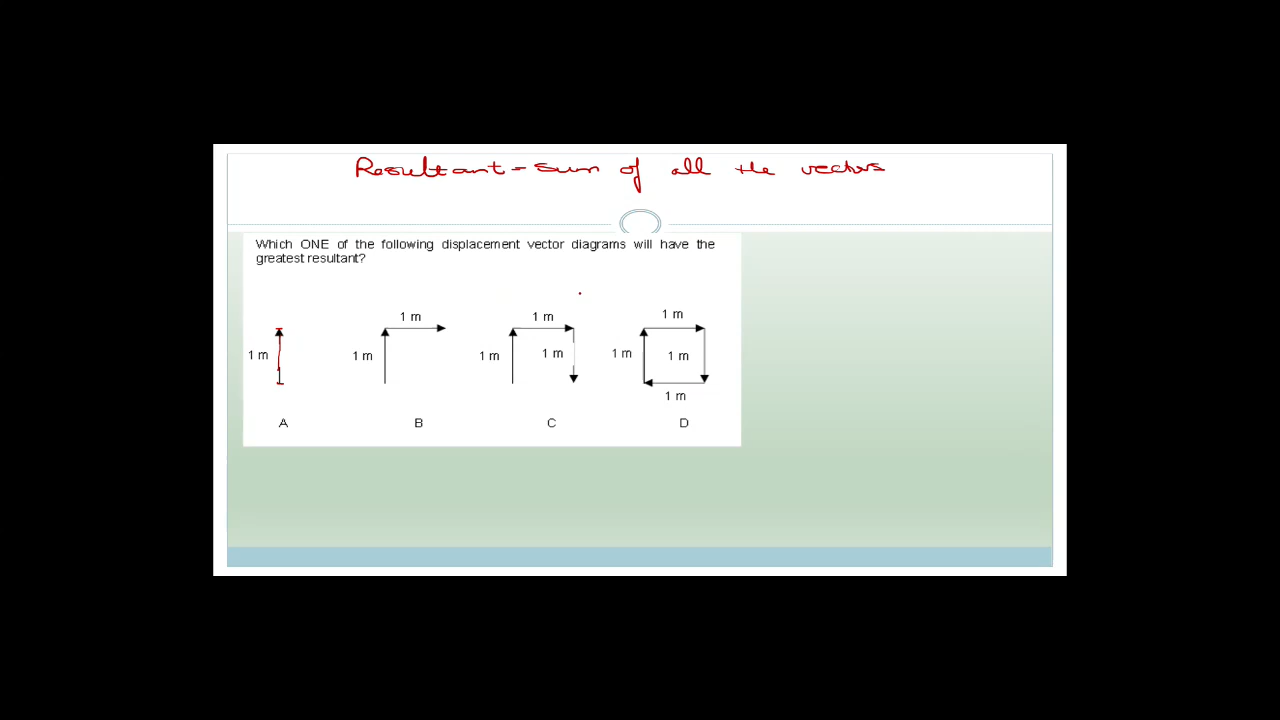 Resultant = sum of all the vectors
Which ONE of the following displacement vector diagrams will have the
greatest resultant?
1 m
1 m
1 m
1 m
1 m
1 m
1 m
1 m
1 m
1 m
A
B
C
D